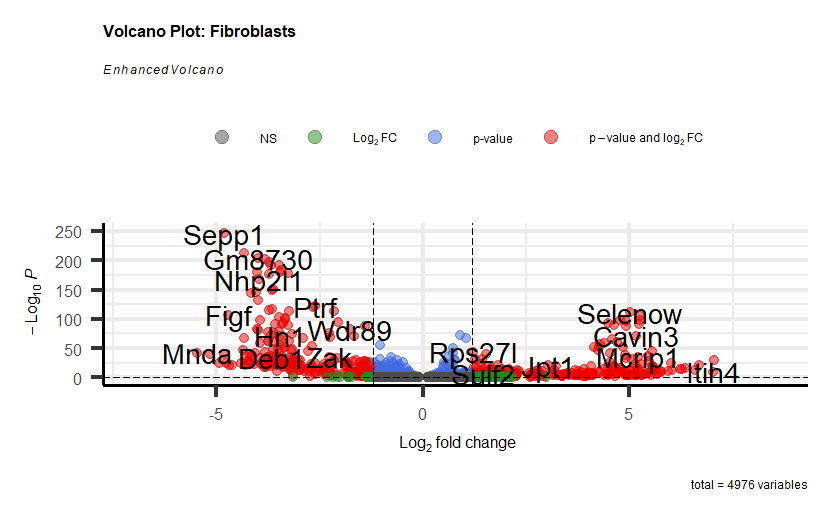 Volcano Plot: Fibroblasts
EnhancedVolcano
NS
Log₂ FC
p-value
p – value and log₂ FC
250
200
150
100
50
0
– Log₁₀ P
Sepp1
Gm8730
Nhp2l1
Ptrf
Figf
Wdr89
Hn1
Mnda
Deb1
Zak
Selenow
Cavin3
Rps27l
Mcrip1
Jpt1
Sulf2
Itih4
-5
0
5
Log₂ fold change
total = 4976 variables